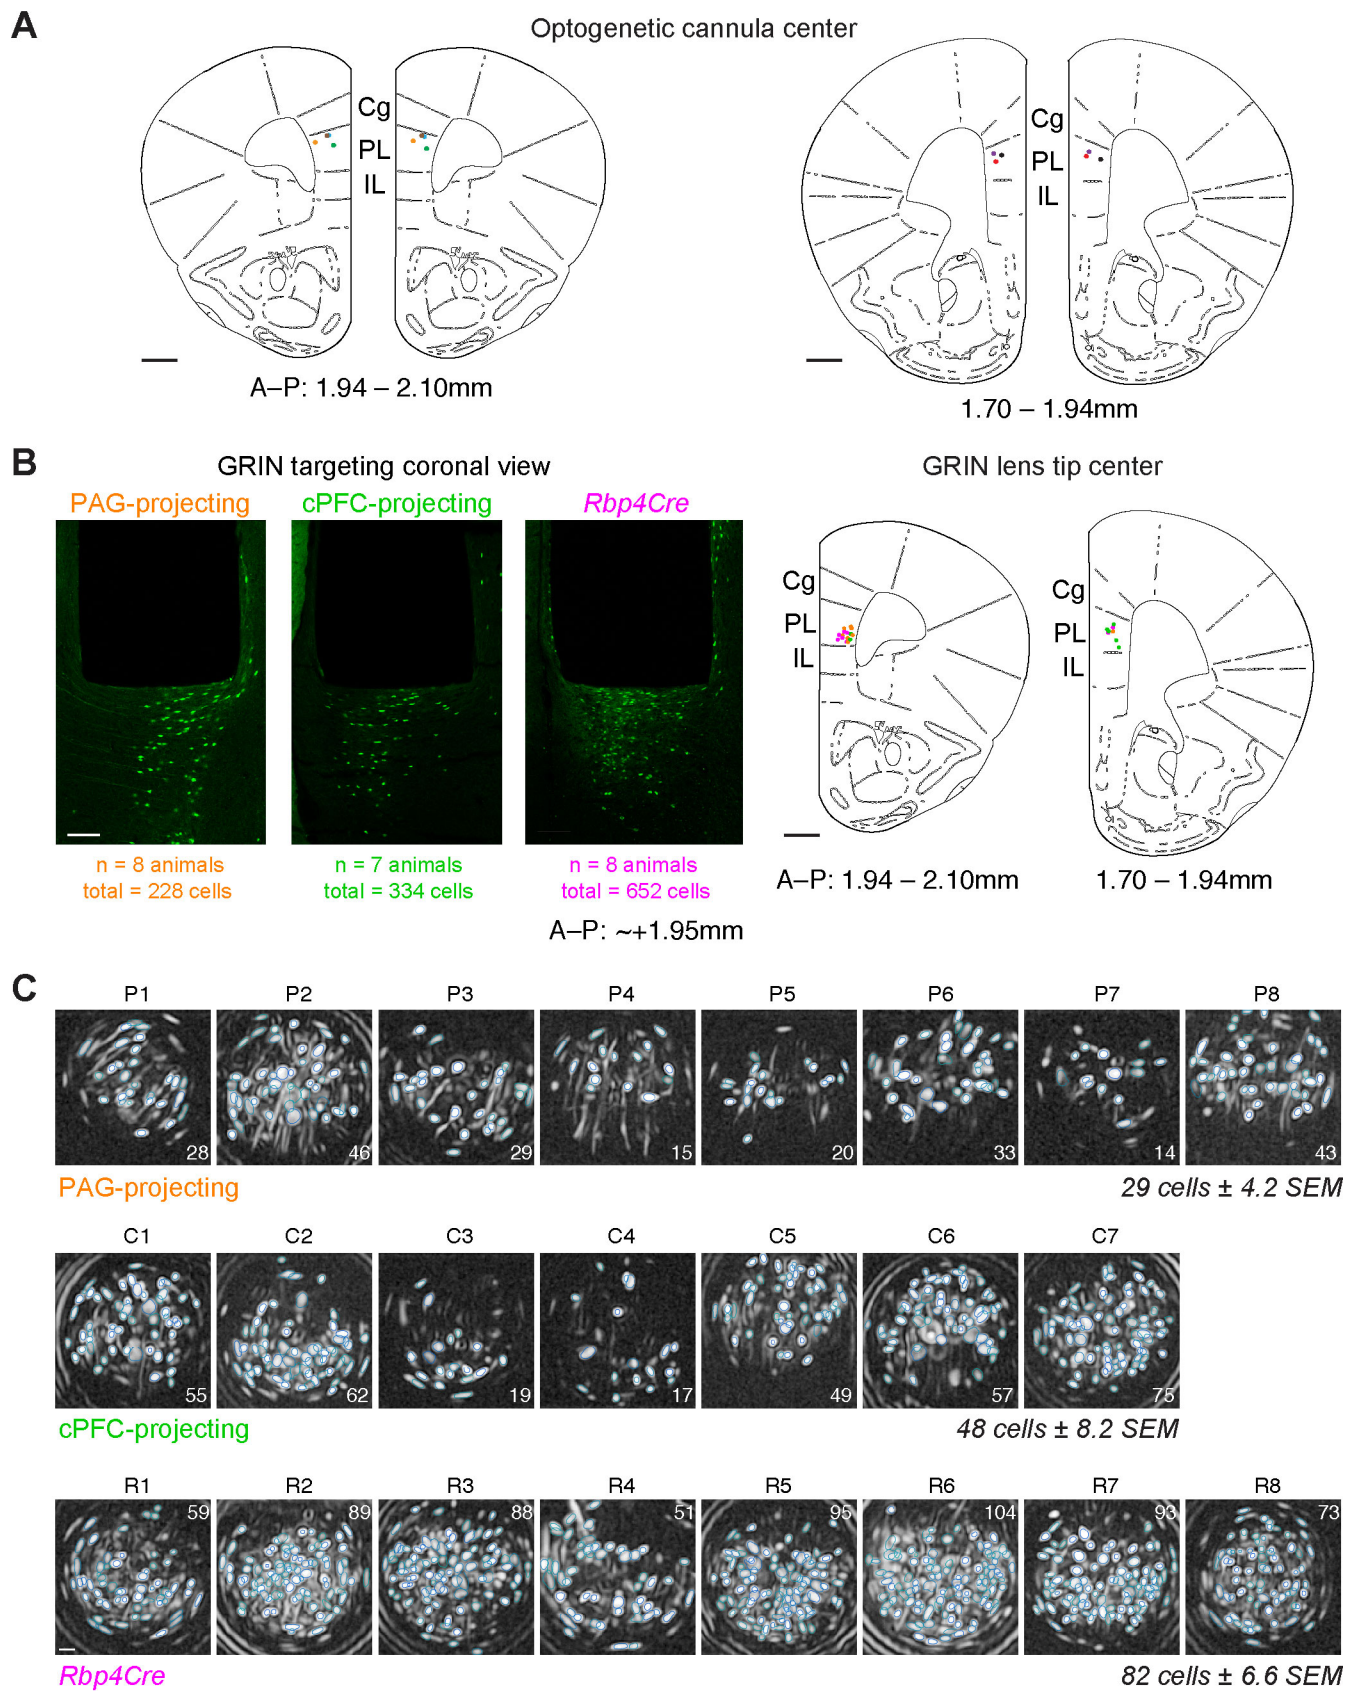 A
Optogenetic cannula center
Cg
PL
IL
Cg
PL
IL
A–P: 1.94 – 2.10mm
1.70 – 1.94mm
B
GRIN targeting coronal view
GRIN lens tip center
PAG-projecting
cPFC-projecting
Rbp4Cre
Cg
PL
IL
Cg
PL
IL
n = 8 animals
total = 228 cells
n = 7 animals
total = 334 cells
n = 8 animals
total = 652 cells
A–P: ~+1.95mm
A–P: 1.94 – 2.10mm
1.70 – 1.94mm
C
P1 P2 P3 P4 P5 P6 P7 P8
28 46 29 15 20 33 14 43
PAG-projecting
29 cells ± 4.2 SEM
C1 C2 C3 C4 C5 C6 C7
55 62 19 17 49 57 75
cPFC-projecting
48 cells ± 8.2 SEM
R1 R2 R3 R4 R5 R6 R7 R8
59 89 88 51 95 104 93 73
Rbp4Cre
82 cells ± 6.6 SEM